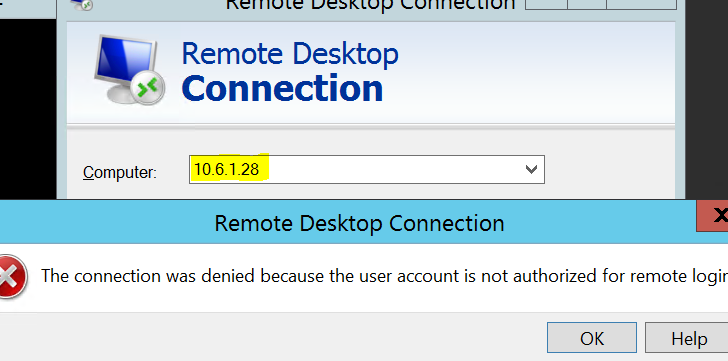 Remote Desktop Connection
Remote Desktop
Connection
Computer:
10.6.1.28
Remote Desktop Connection
The connection was denied because the user account is not authorized for remote login
OK
Help